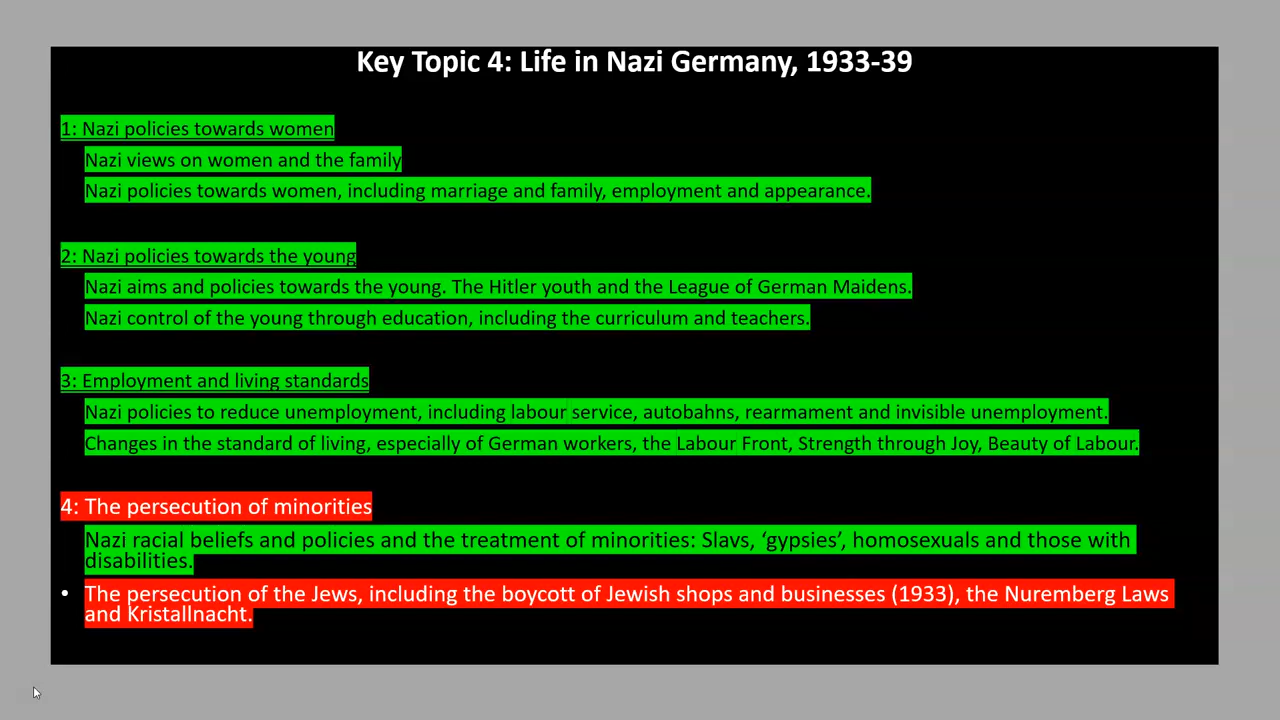 Key Topic 4: Life in Nazi Germany, 1933-39
1: Nazi policies towards women
Nazi views on women and the family
Nazi policies towards women, including marriage and family, employment and appearance.
2: Nazi policies towards the young
Nazi aims and policies towards the young. The Hitler youth and the League of German Maidens.
Nazi control of the young through education, including the curriculum and teachers.
3: Employment and living standards
Nazi policies to reduce unemployment, including labour service, autobahns, rearmament and invisible unemployment.
Changes in the standard of living, especially of German workers, the Labour Front, Strength through Joy, Beauty of Labour.
4: The persecution of minorities
Nazi racial beliefs and policies and the treatment of minorities: Slavs, ‘gypsies’, homosexuals and those with
disabilities.
• The persecution of the Jews, including the boycott of Jewish shops and businesses (1933), the Nuremberg Laws
and Kristallnacht.